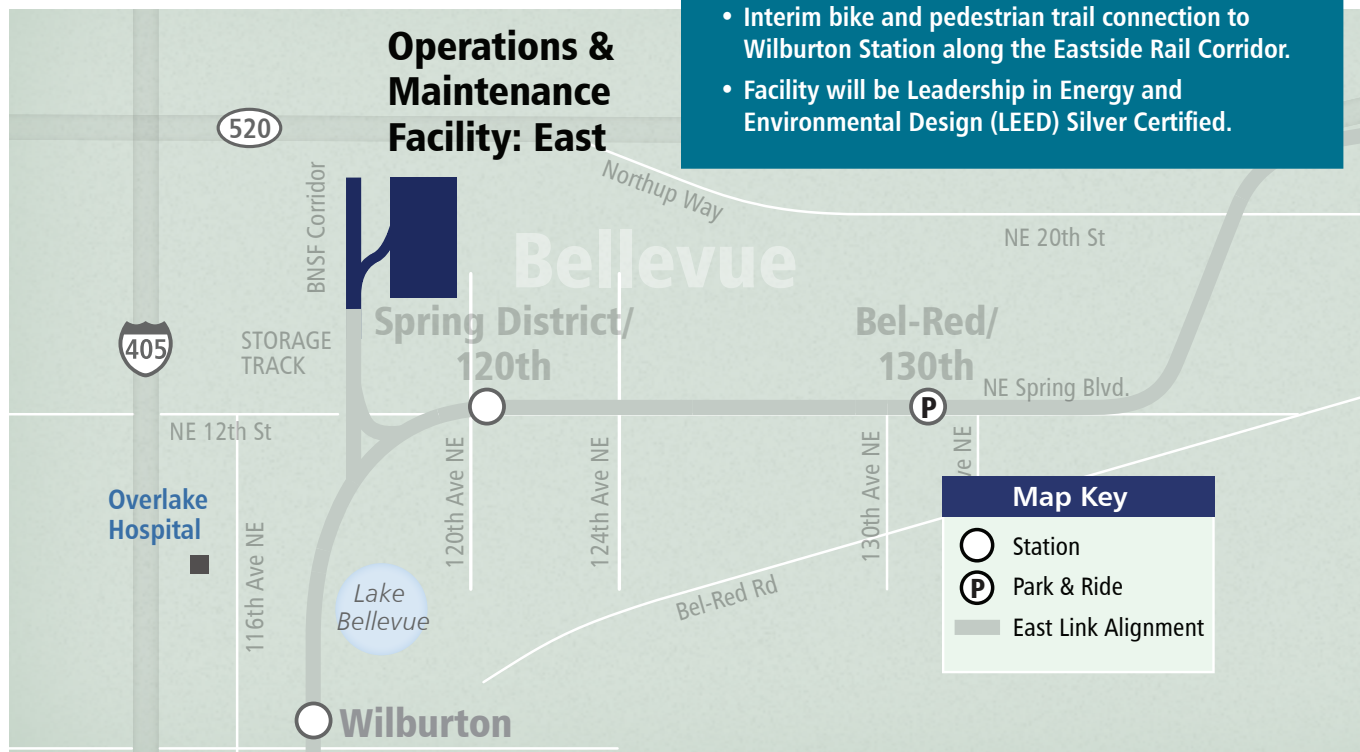 • Interim bike and pedestrian trail connection to
Wilburton Station along the Eastside Rail Corridor.
• Facility will be Leadership in Energy and
Environmental Design (LEED) Silver Certified.
Operations &
Maintenance
Facility: East
520
BNSF Corridor
Northup Way
NE 20th St
Bellevue
405
STORAGE
TRACK
Spring District/
120th
Bel-Red/
130th
P
NE Spring Blvd.
NE 12th St
Overlake
Hospital
116th Ave NE
120th Ave NE
124th Ave NE
130th Ave NE
ve NE
Bel-Red Rd
Lake
Bellevue
Wilburton
Map Key
Station
P Park & Ride
East Link Alignment